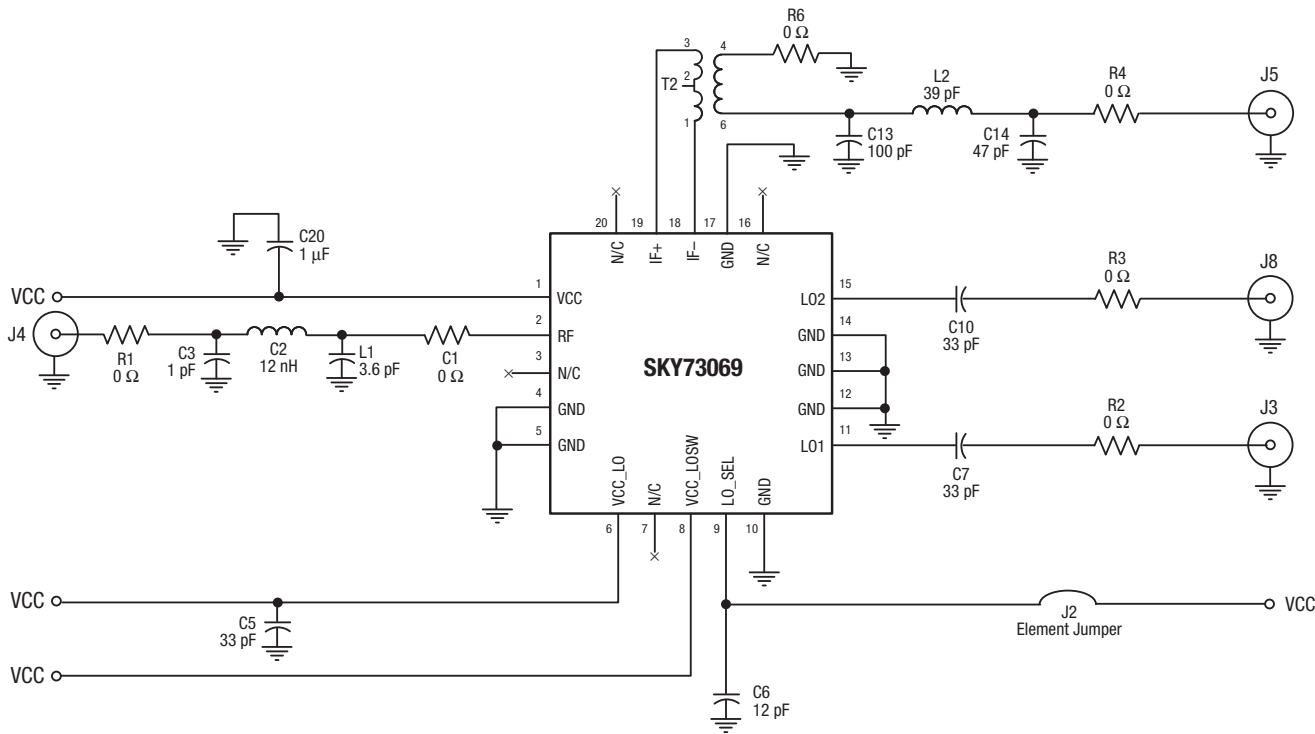 R6
0 Ω
3
4
T2
2
1
6
L2
39 pF
R4
0 Ω
J5
C13
100 pF
C14
47 pF
20
19
18
17
16
N/C
IF+
IF–
GND
N/C
C20
1 μF
VCC
1
VCC
J4
R1
0 Ω
C3
1 pF
C2
12 nH
L1
3.6 pF
C1
0 Ω
2
RF
3
N/C
4
GND
5
GND
SKY73069
15
LO2
14
GND
13
GND
12
GND
11
LO1
C10
33 pF
R3
0 Ω
J8
C7
33 pF
R2
0 Ω
J3
VCC_LO
N/C
VCC_LOSW
LO_SEL
GND
6
7
8
9
10
VCC
C5
33 pF
VCC
J2
Element Jumper
VCC
C6
12 pF